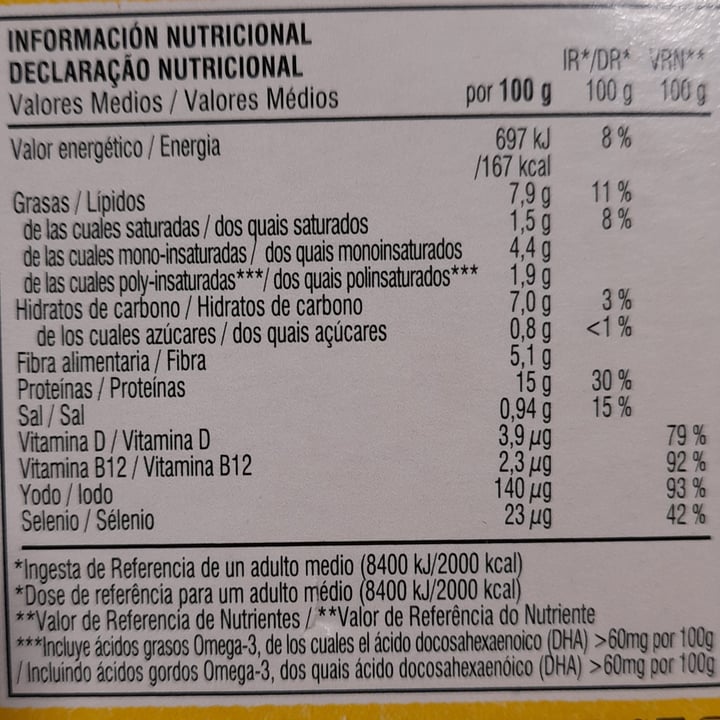 INFORMACIÓN NUTRICIONAL
DECLARAÇÃO NUTRICIONAL
IR*/DR* VRN**
Valores Medios / Valores Médios por 100 g 100 g 100 g
Valor energético / Energia 697 kJ 8 %
/167 kcal
Grasas / Lípidos 7,9 g 11 %
de las cuales saturadas / dos quais saturados 1,5 g 8 %
de las cuales mono-insaturadas / dos quais monoinsaturados 4,4 g
de las cuales poly-insaturadas***/ dos quais polinsaturados*** 1,9 g
Hidratos de carbono / Hidratos de carbono 7,0 g 3 %
de los cuales azúcares / dos quais açúcares 0,8 g <1 %
Fibra alimentaria / Fibra 5,1 g
Proteínas / Proteínas 15 g 30 %
Sal / Sal 0,94 g 15 %
Vitamina D / Vitamina D 3,9 µg 79 %
Vitamina B12 / Vitamina B12 2,3 µg 92 %
Yodo / Iodo 140 µg 93 %
Selenio / Sélenio 23 µg 42 %
*Ingesta de Referencia de un adulto medio (8400 kJ/2000 kcal)
*Dose de referência para um adulto médio (8400 kJ/2000 kcal)
**Valor de Referencia de Nutrientes / **Valor de Referência do Nutriente
***Incluye ácidos grasos Omega-3, de los cuales el ácido docosahexaenoico (DHA) >60mg por 100g
/ Incluindo ácidos gordos Omega-3, dos quais ácido docosahexaenóico (DHA) >60mg por 100g